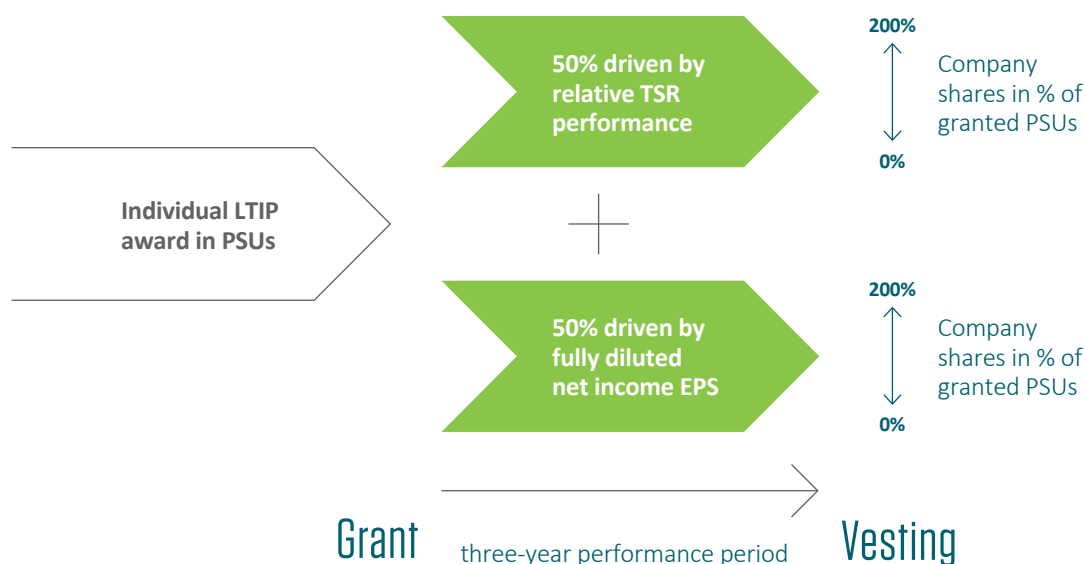 Individual LTIP
award in PSUs
50% driven by
relative TSR
performance
200%
0%
Company
shares in % of
granted PSUs
50% driven by
fully diluted
net income EPS
200%
0%
Company
shares in % of
granted PSUs
Grant
three-year performance period
Vesting